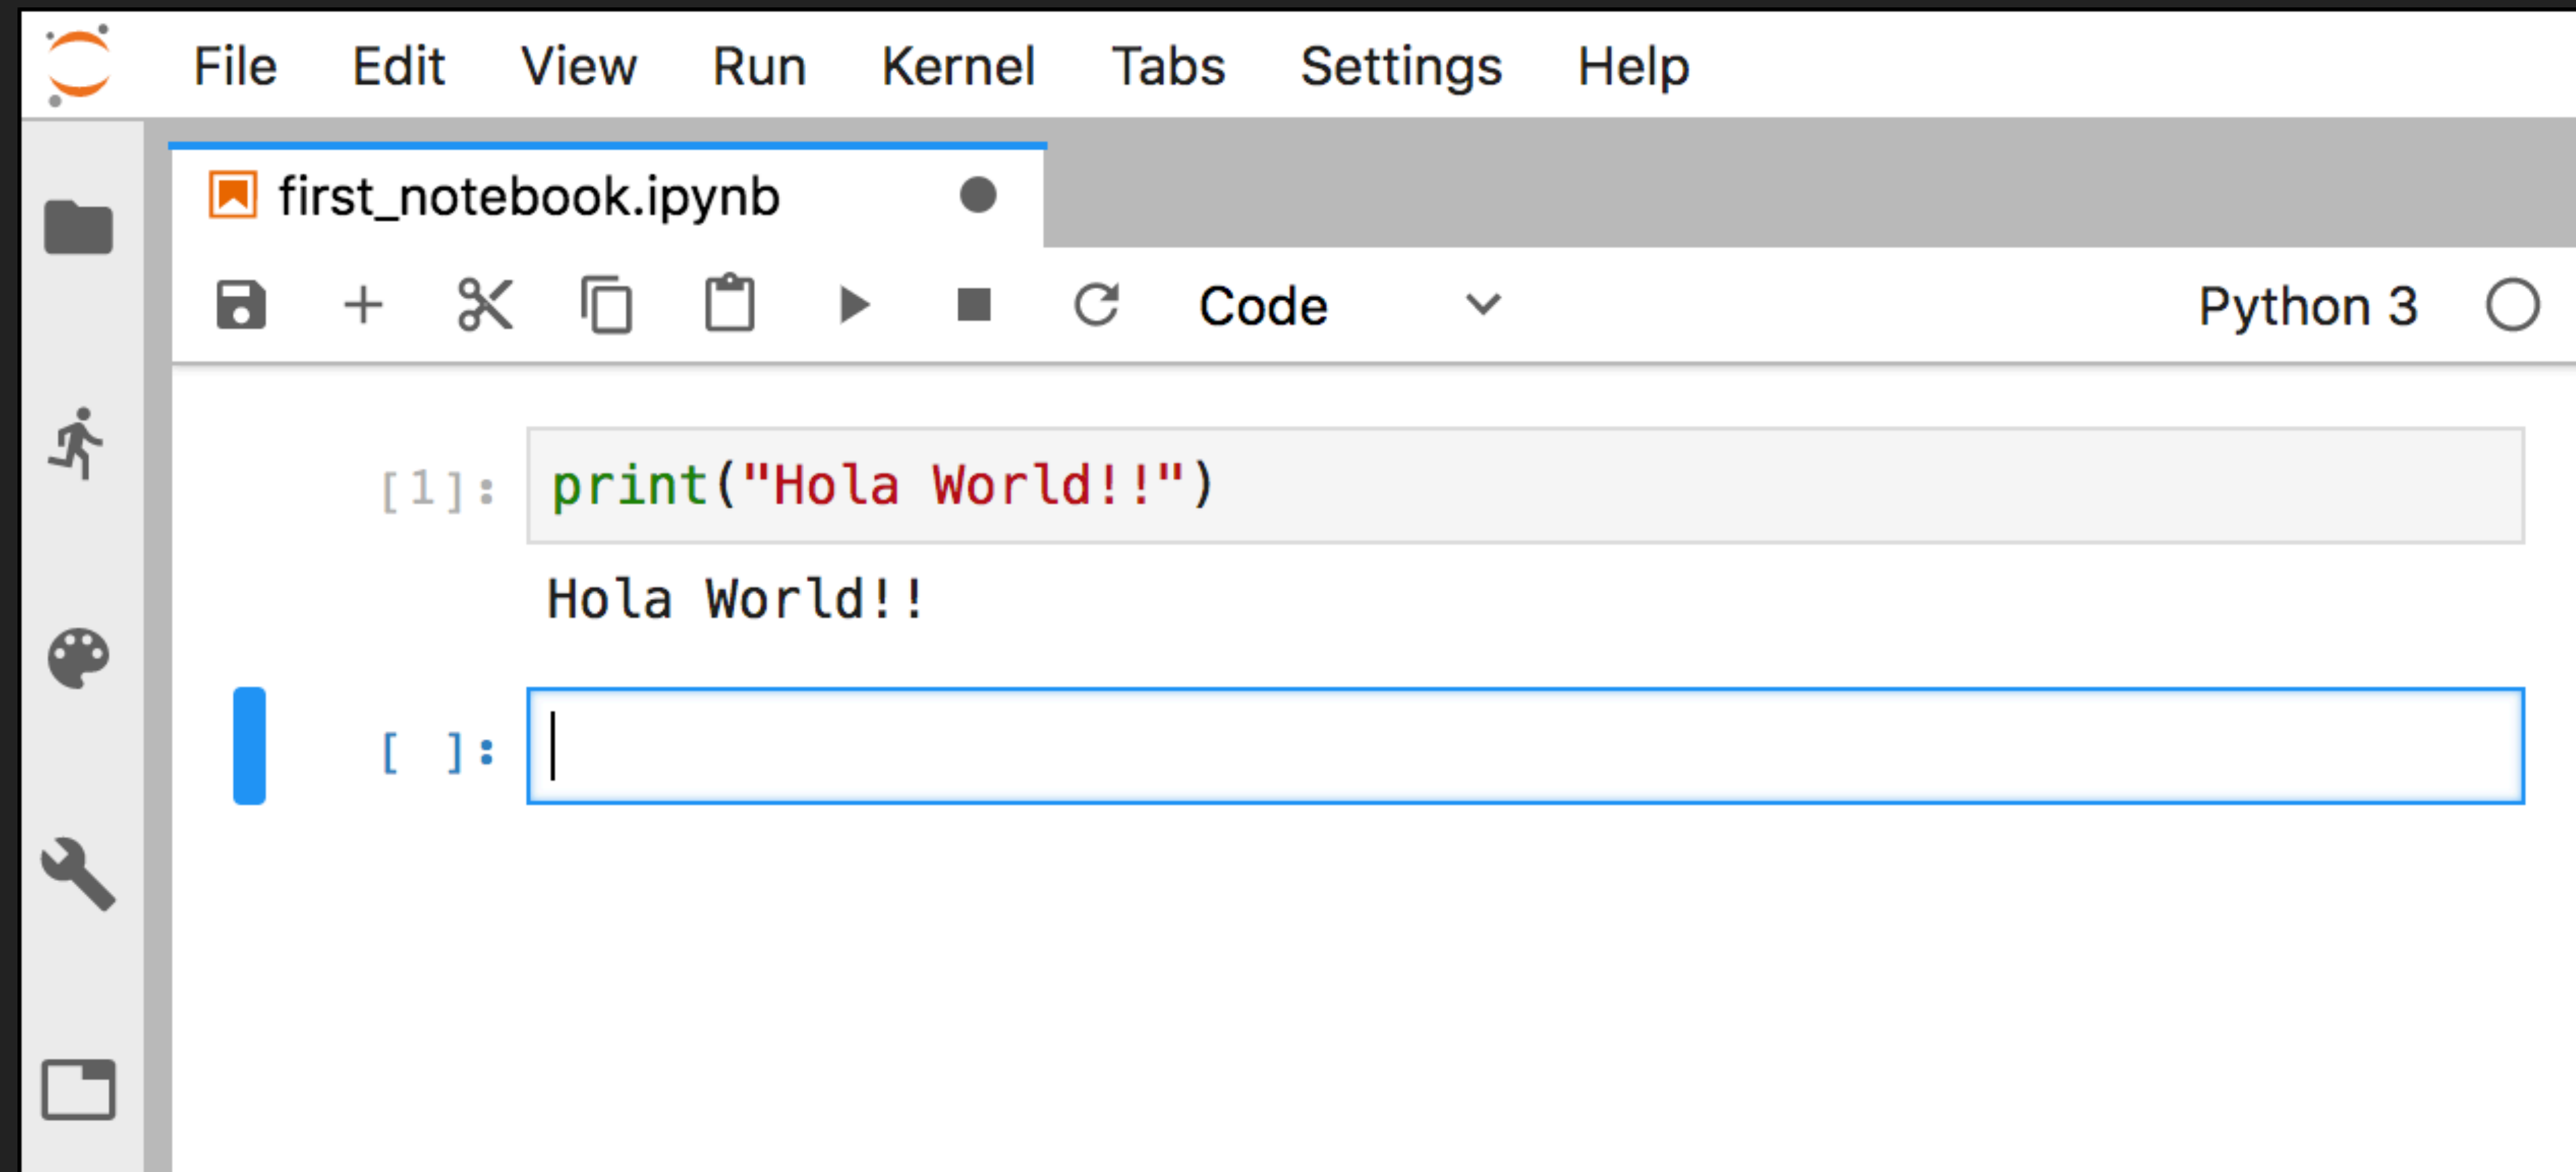 File Edit View Run Kernel Tabs Settings Help
first_notebook.ipynb
Code Python 3
[1]: print("Hola World!!")
Hola World!!
[ ]: